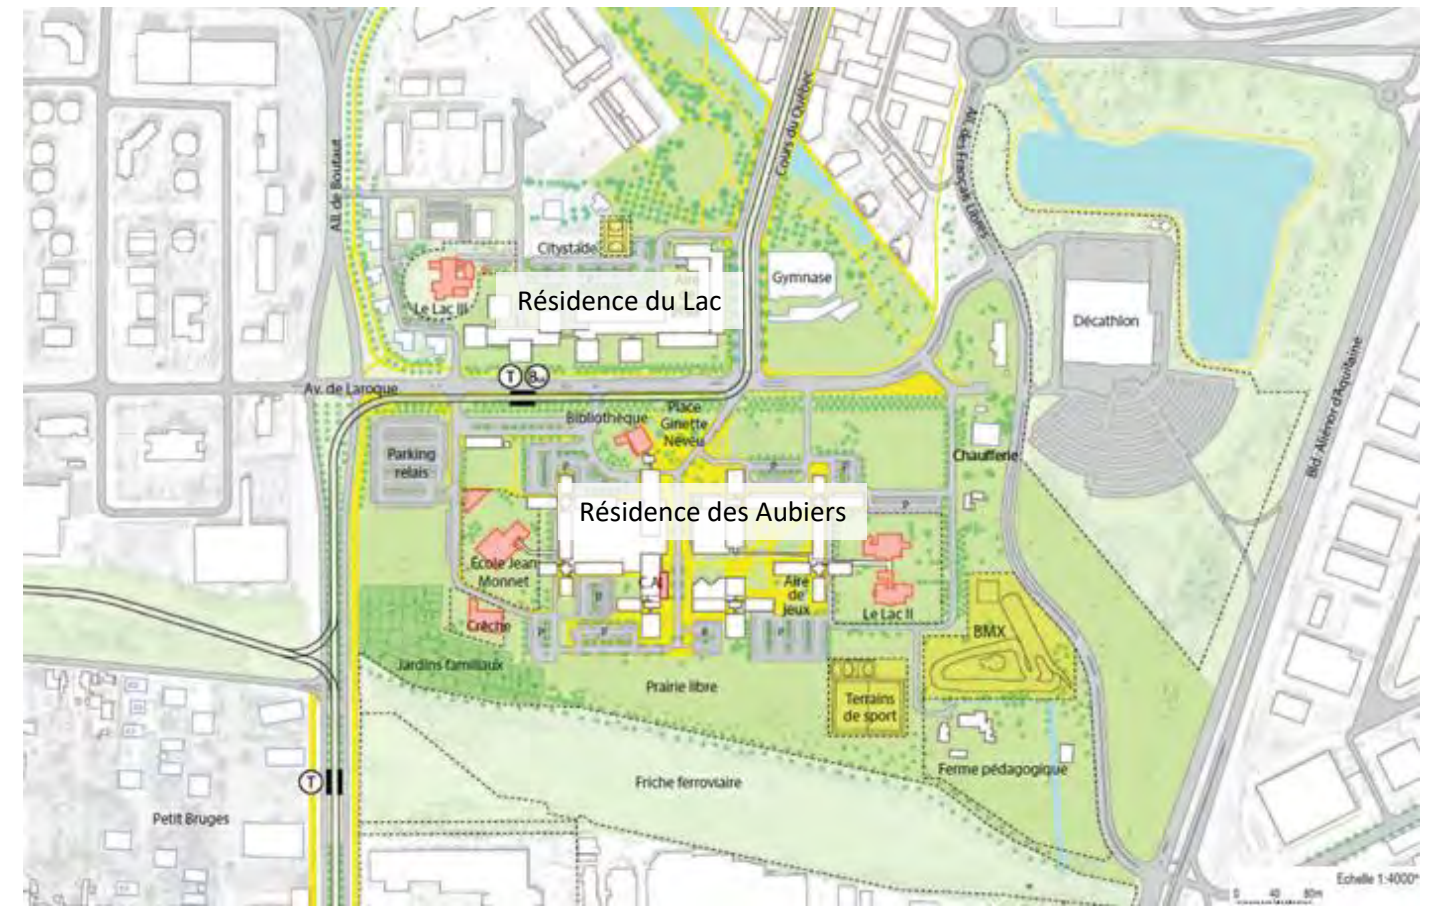 All. de Boutaut
Cours du Québec
All. des Français Libres
Citystade
Aire
Gymnase
Résidence du Lac
Le Lac III
Décathlon
Bld. Aliénor d'Aquitaine
T
Bus
Av. de Laroque
Bibliothèque
Place
Ginette
Neveu
Parking
relais
P
P
P
Chaufferie
P
Résidence des Aubiers
École Jean
Monnet
C.A.
Aire
de
jeux
P
Le Lac II
Crèche
P
P
P
P
BMX
Jardins familiaux
Prairie libre
Terrains
de sport
Ferme pédagogique
T
Friche ferroviaire
Petit Bruges
Echelle 1:4000°
0 40 80m